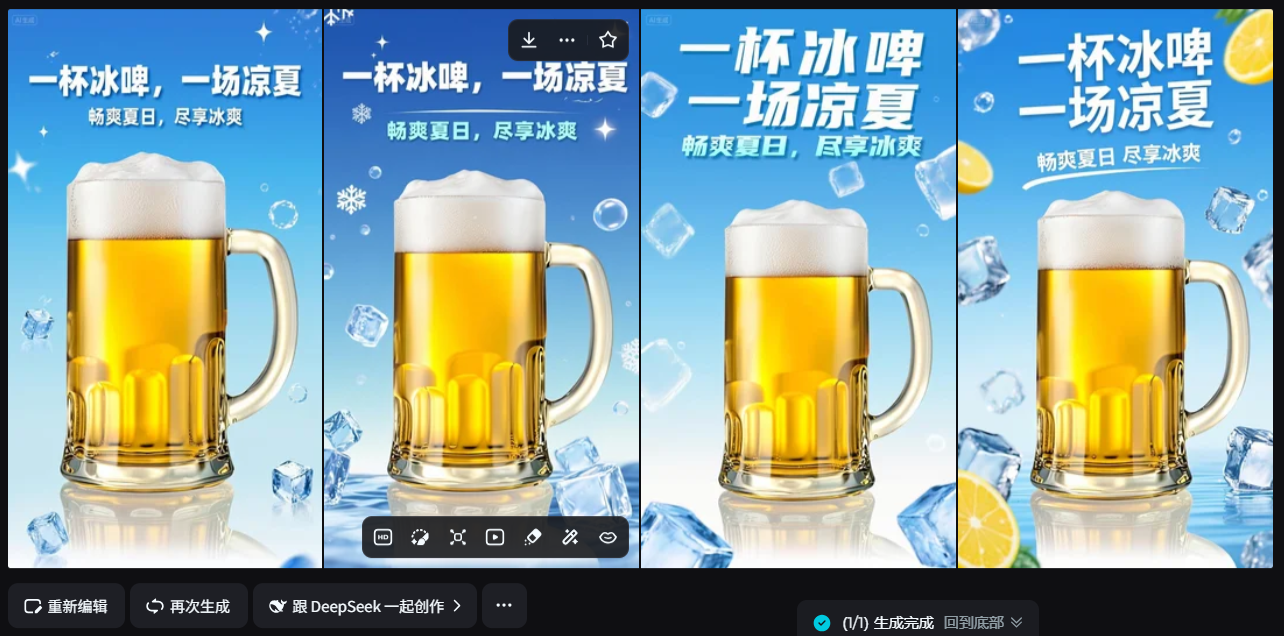 AI生成
一杯冰啤，一场凉夏
畅爽夏日，尽享冰爽
一杯冰啤，一场凉夏
畅爽夏日，尽享冰爽
AI生成
一杯冰啤
一场凉夏
畅爽夏日，尽享冰爽
一杯冰啤
一场凉夏
畅爽夏日 尽享冰爽
HD
重新编辑
再次生成
跟 DeepSeek 一起创作
(1/1) 生成完成 回到底部